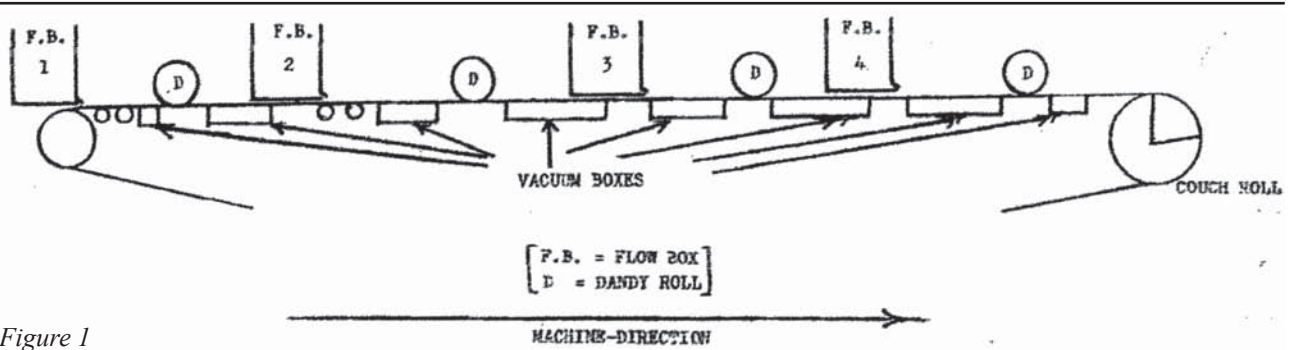 F.B.
1
F.B.
2
F.B.
3
F.B.
4
D
D
D
D
VACUUM BOXES
COUCH ROLL
F.B. = FLOW BOX
D = DANDY ROLL
MACHINE-DIRECTION
Figure 1